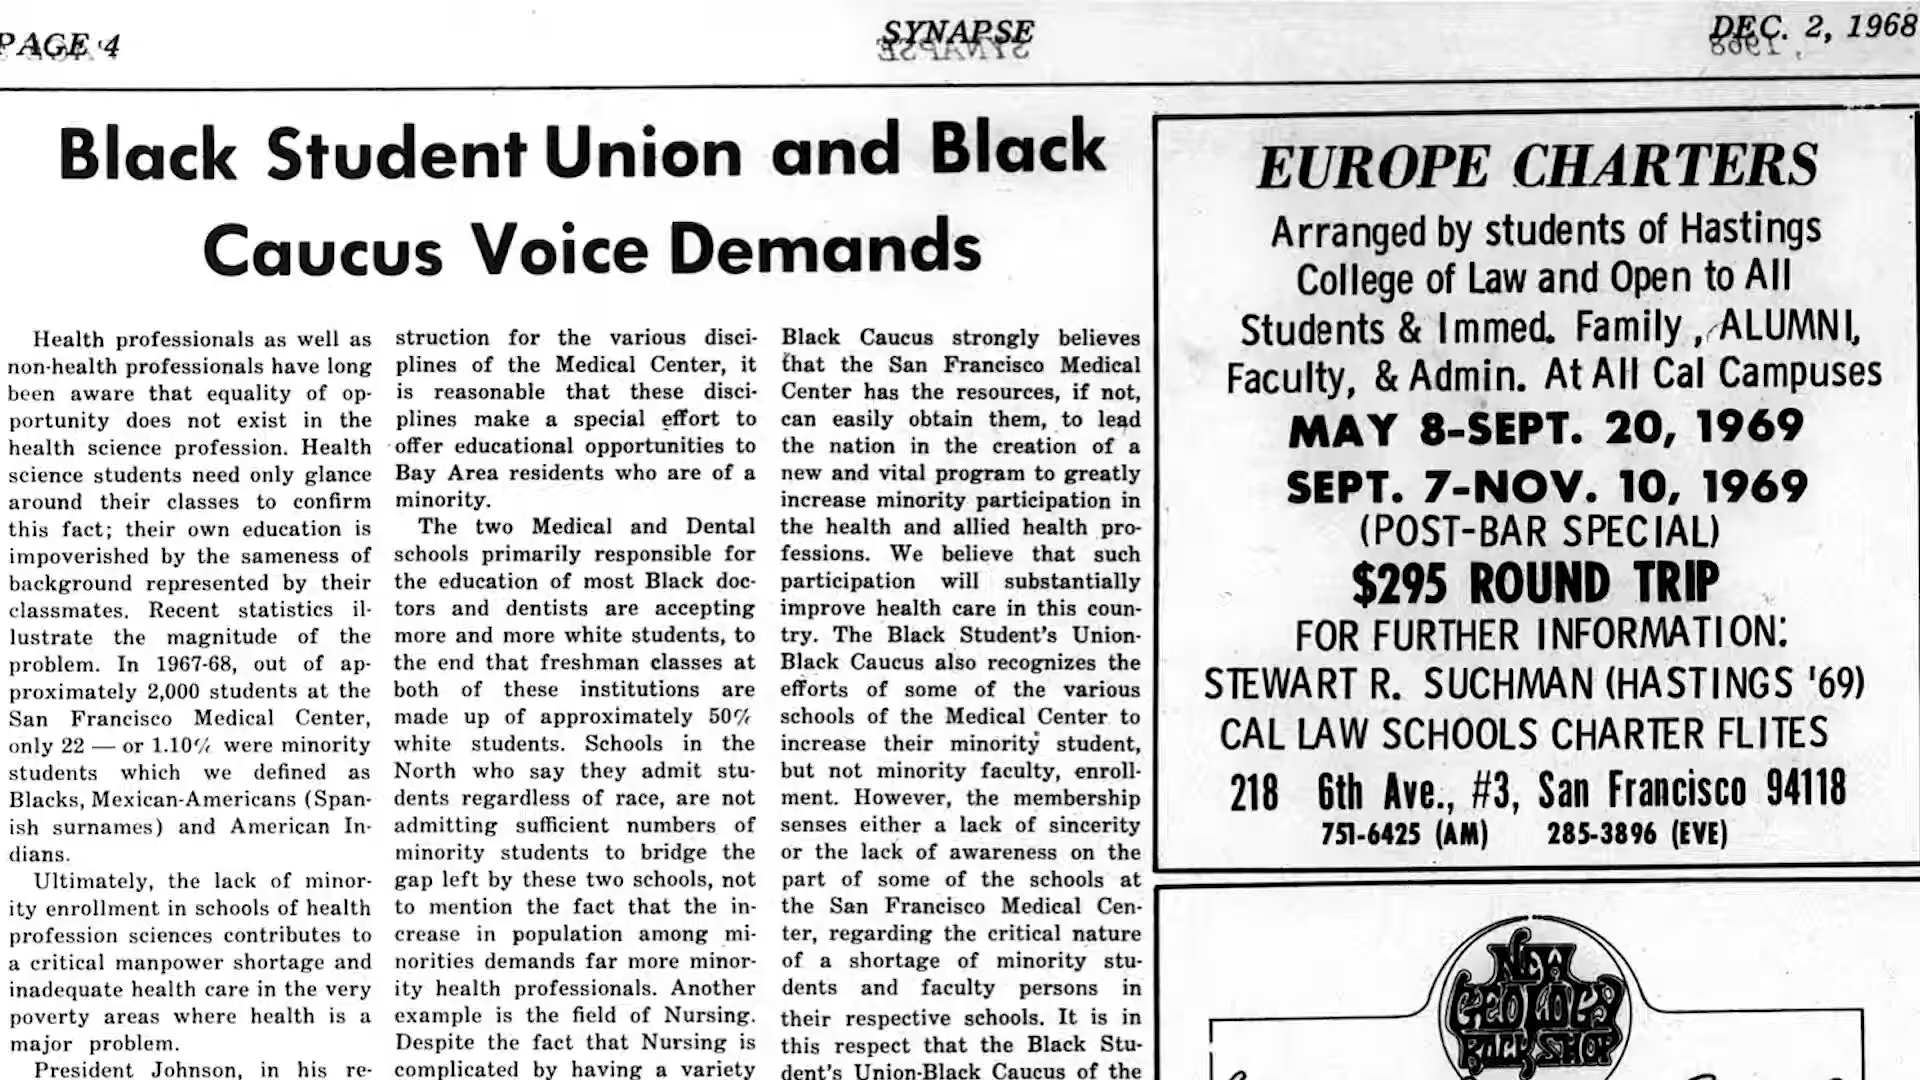 PAGE 4
SYNAPSE
DEC. 2, 1968
Black Student Union and Black
Caucus Voice Demands
Health professionals as well as
non-health professionals have long
been aware that equality of op-
portunity does not exist in the
health science profession. Health
science students need only glance
around their classes to confirm
this fact; their own education is
impoverished by the sameness of
background represented by their
classmates. Recent statistics il-
lustrate the magnitude of the
problem. In 1967-68, out of ap-
proximately 2,000 students at the
San Francisco Medical Center,
only 22 — or 1.10% were minority
students which we defined as
Blacks, Mexican-Americans (Span-
ish surnames) and American In-
dians.
Ultimately, the lack of minor-
ity enrollment in schools of health
profession sciences contributes to
a critical manpower shortage and
inadequate health care in the very
poverty areas where health is a
major problem.
President Johnson, in his re-
struction for the various disci-
plines of the Medical Center, it
is reasonable that these disci-
plines make a special effort to
offer educational opportunities to
Bay Area residents who are of a
minority.
The two Medical and Dental
schools primarily responsible for
the education of most Black doc-
tors and dentists are accepting
more and more white students, to
the end that freshman classes at
both of these institutions are
made up of approximately 50%
white students. Schools in the
North who say they admit stu-
dents regardless of race, are not
admitting sufficient numbers of
minority students to bridge the
gap left by these two schools, not
to mention the fact that the in-
crease in population among mi-
norities demands far more minor-
ity health professionals. Another
example is the field of Nursing.
Despite the fact that Nursing is
complicated by having a variety
Black Caucus strongly believes
that the San Francisco Medical
Center has the resources, if not,
can easily obtain them, to lead
the nation in the creation of a
new and vital program to greatly
increase minority participation in
the health and allied health pro-
fessions. We believe that such
participation will substantially
improve health care in this coun-
try. The Black Student's Union-
Black Caucus also recognizes the
efforts of some of the various
schools of the Medical Center to
increase their minority student,
but not minority faculty, enroll-
ment. However, the membership
senses either a lack of sincerity
or the lack of awareness on the
part of some of the schools at
the San Francisco Medical Cen-
ter, regarding the critical nature
of a shortage of minority stu-
dents and faculty persons in
their respective schools. It is in
this respect that the Black Stu-
dent's Union-Black Caucus of the
EUROPE CHARTERS
Arranged by students of Hastings
College of Law and Open to All
Students & Immed. Family, ALUMNI,
Faculty, & Admin. At All Cal Campuses
MAY 8-SEPT. 20, 1969
SEPT. 7-NOV. 10, 1969
(POST-BAR SPECIAL)
$295 ROUND TRIP
FOR FURTHER INFORMATION:
STEWART R. SUCHMAN (HASTINGS '69)
CAL LAW SCHOOLS CHARTER FLITES
218 6th Ave., #3, San Francisco 94118
751-6425 (AM) 285-3896 (EVE)
NEW
GEOLOGY
ROCK SHOP